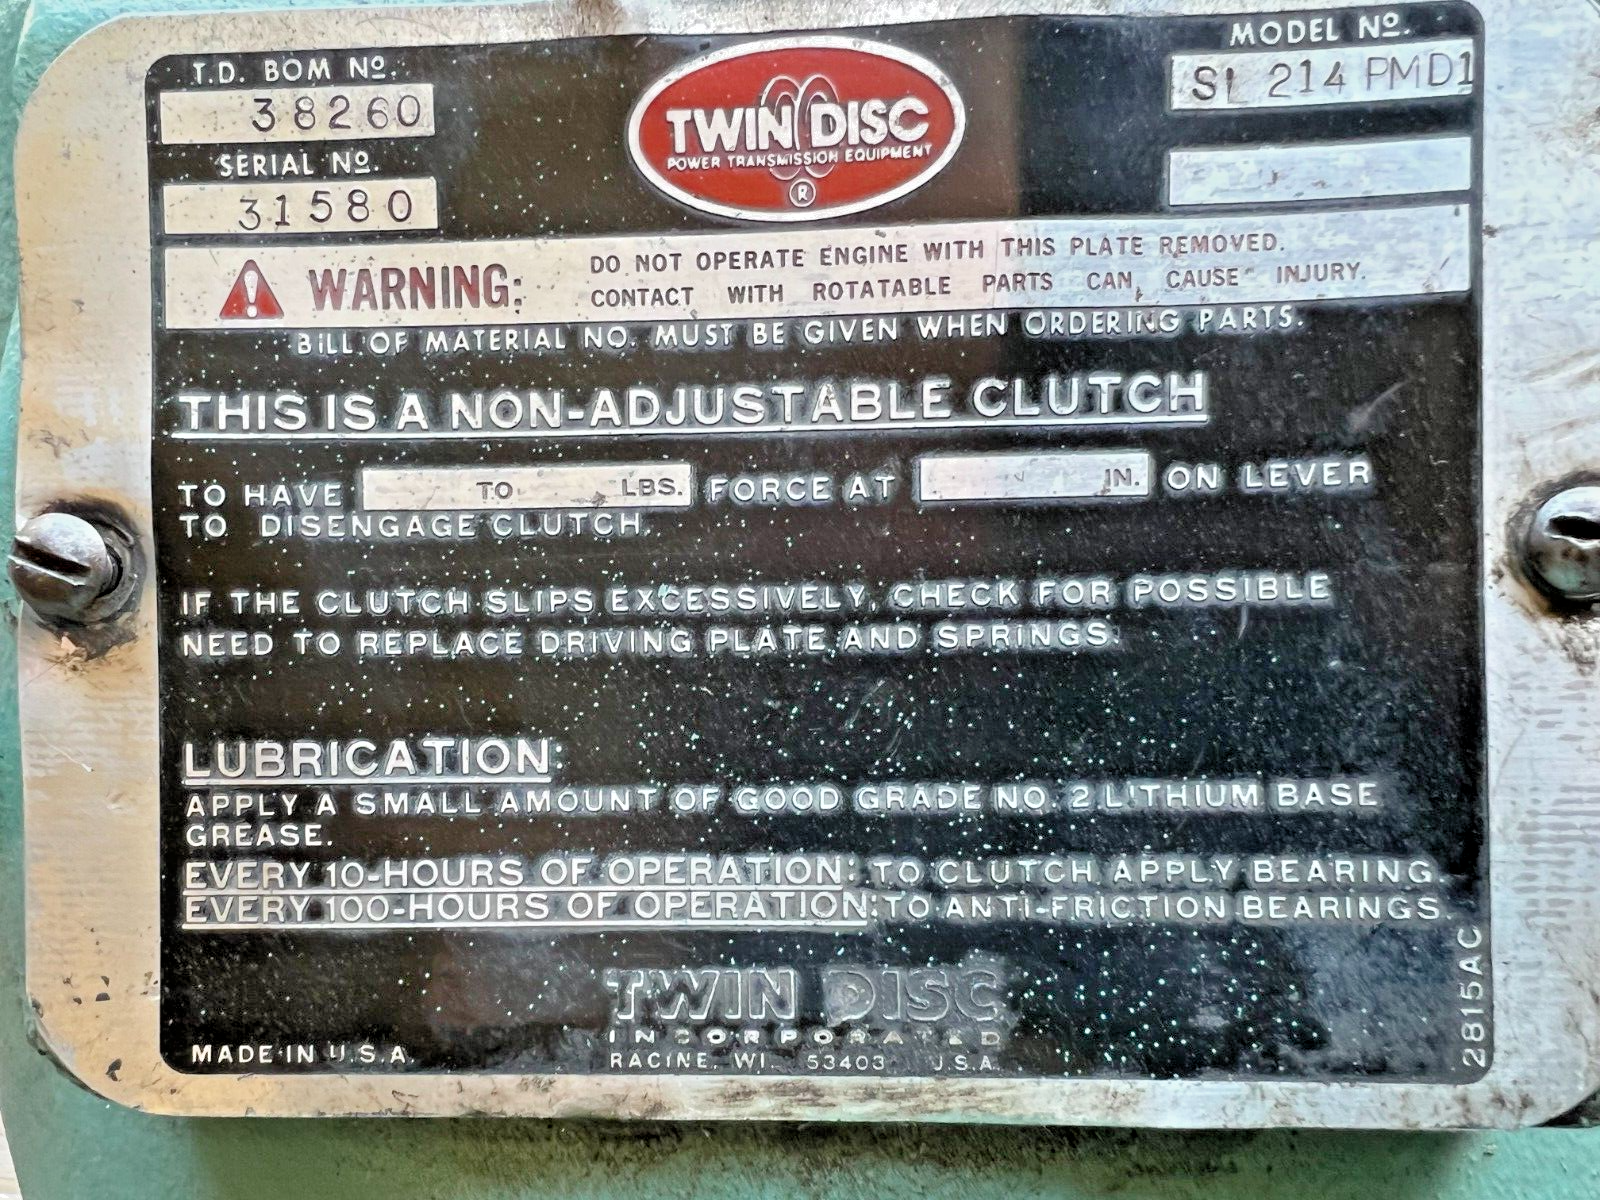 T.D. BOM Nº.
38260
SERIAL Nº.
31580
TWIN DISC
POWER TRANSMISSION EQUIPMENT
®
MODEL Nº.
SL 214 PMD1
WARNING: DO NOT OPERATE ENGINE WITH THIS PLATE REMOVED.
CONTACT WITH ROTATABLE PARTS CAN CAUSE INJURY.
BILL OF MATERIAL NO. MUST BE GIVEN WHEN ORDERING PARTS.
THIS IS A NON-ADJUSTABLE CLUTCH
TO HAVE TO LBS. FORCE AT IN. ON LEVER
TO DISENGAGE CLUTCH.
IF THE CLUTCH SLIPS EXCESSIVELY, CHECK FOR POSSIBLE
NEED TO REPLACE DRIVING PLATE AND SPRINGS.
LUBRICATION:
APPLY A SMALL AMOUNT OF GOOD GRADE NO. 2 LITHIUM BASE
GREASE.
EVERY 10-HOURS OF OPERATION: TO CLUTCH APPLY BEARING.
EVERY 100-HOURS OF OPERATION: TO ANTI-FRICTION BEARINGS.
TWIN DISC
INCORPORATED
RACINE, WI. 53403 U.S.A.
MADE IN U.S.A.
2815AC